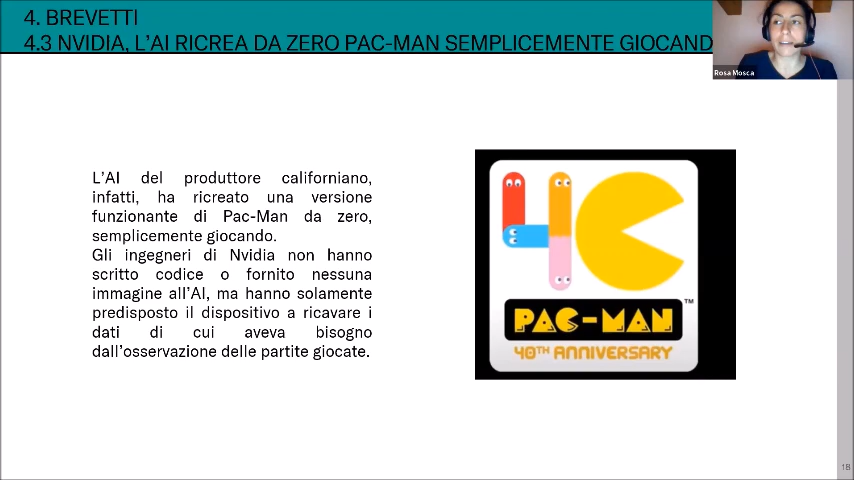 4. BREVETTI
4.3 NVIDIA, L'AI RICREA DA ZERO PAC-MAN SEMPLICEMENTE GIOCAND
Rosa Mosca
L'AI del produttore californiano,
infatti, ha ricreato una versione
funzionante di Pac-Man da zero,
semplicemente giocando.
Gli ingegneri di Nvidia non hanno
scritto codice o fornito nessuna
immagine all'AI, ma hanno solamente
predisposto il dispositivo a ricavare i
dati di cui aveva bisogno
dall'osservazione delle partite giocate.
40
PAC-MAN™
40TH ANNIVERSARY
18